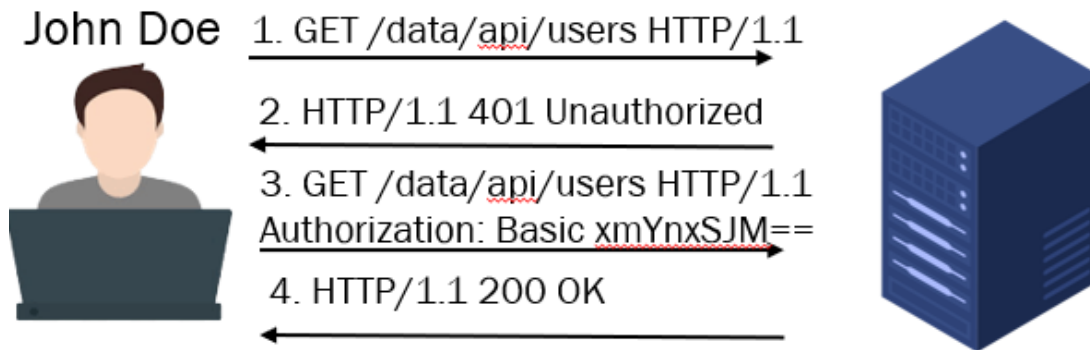 John Doe
1. GET /data/api/users HTTP/1.1
2. HTTP/1.1 401 Unauthorized
3. GET /data/api/users HTTP/1.1
Authorization: Basic xmYnxSJM==
4. HTTP/1.1 200 OK